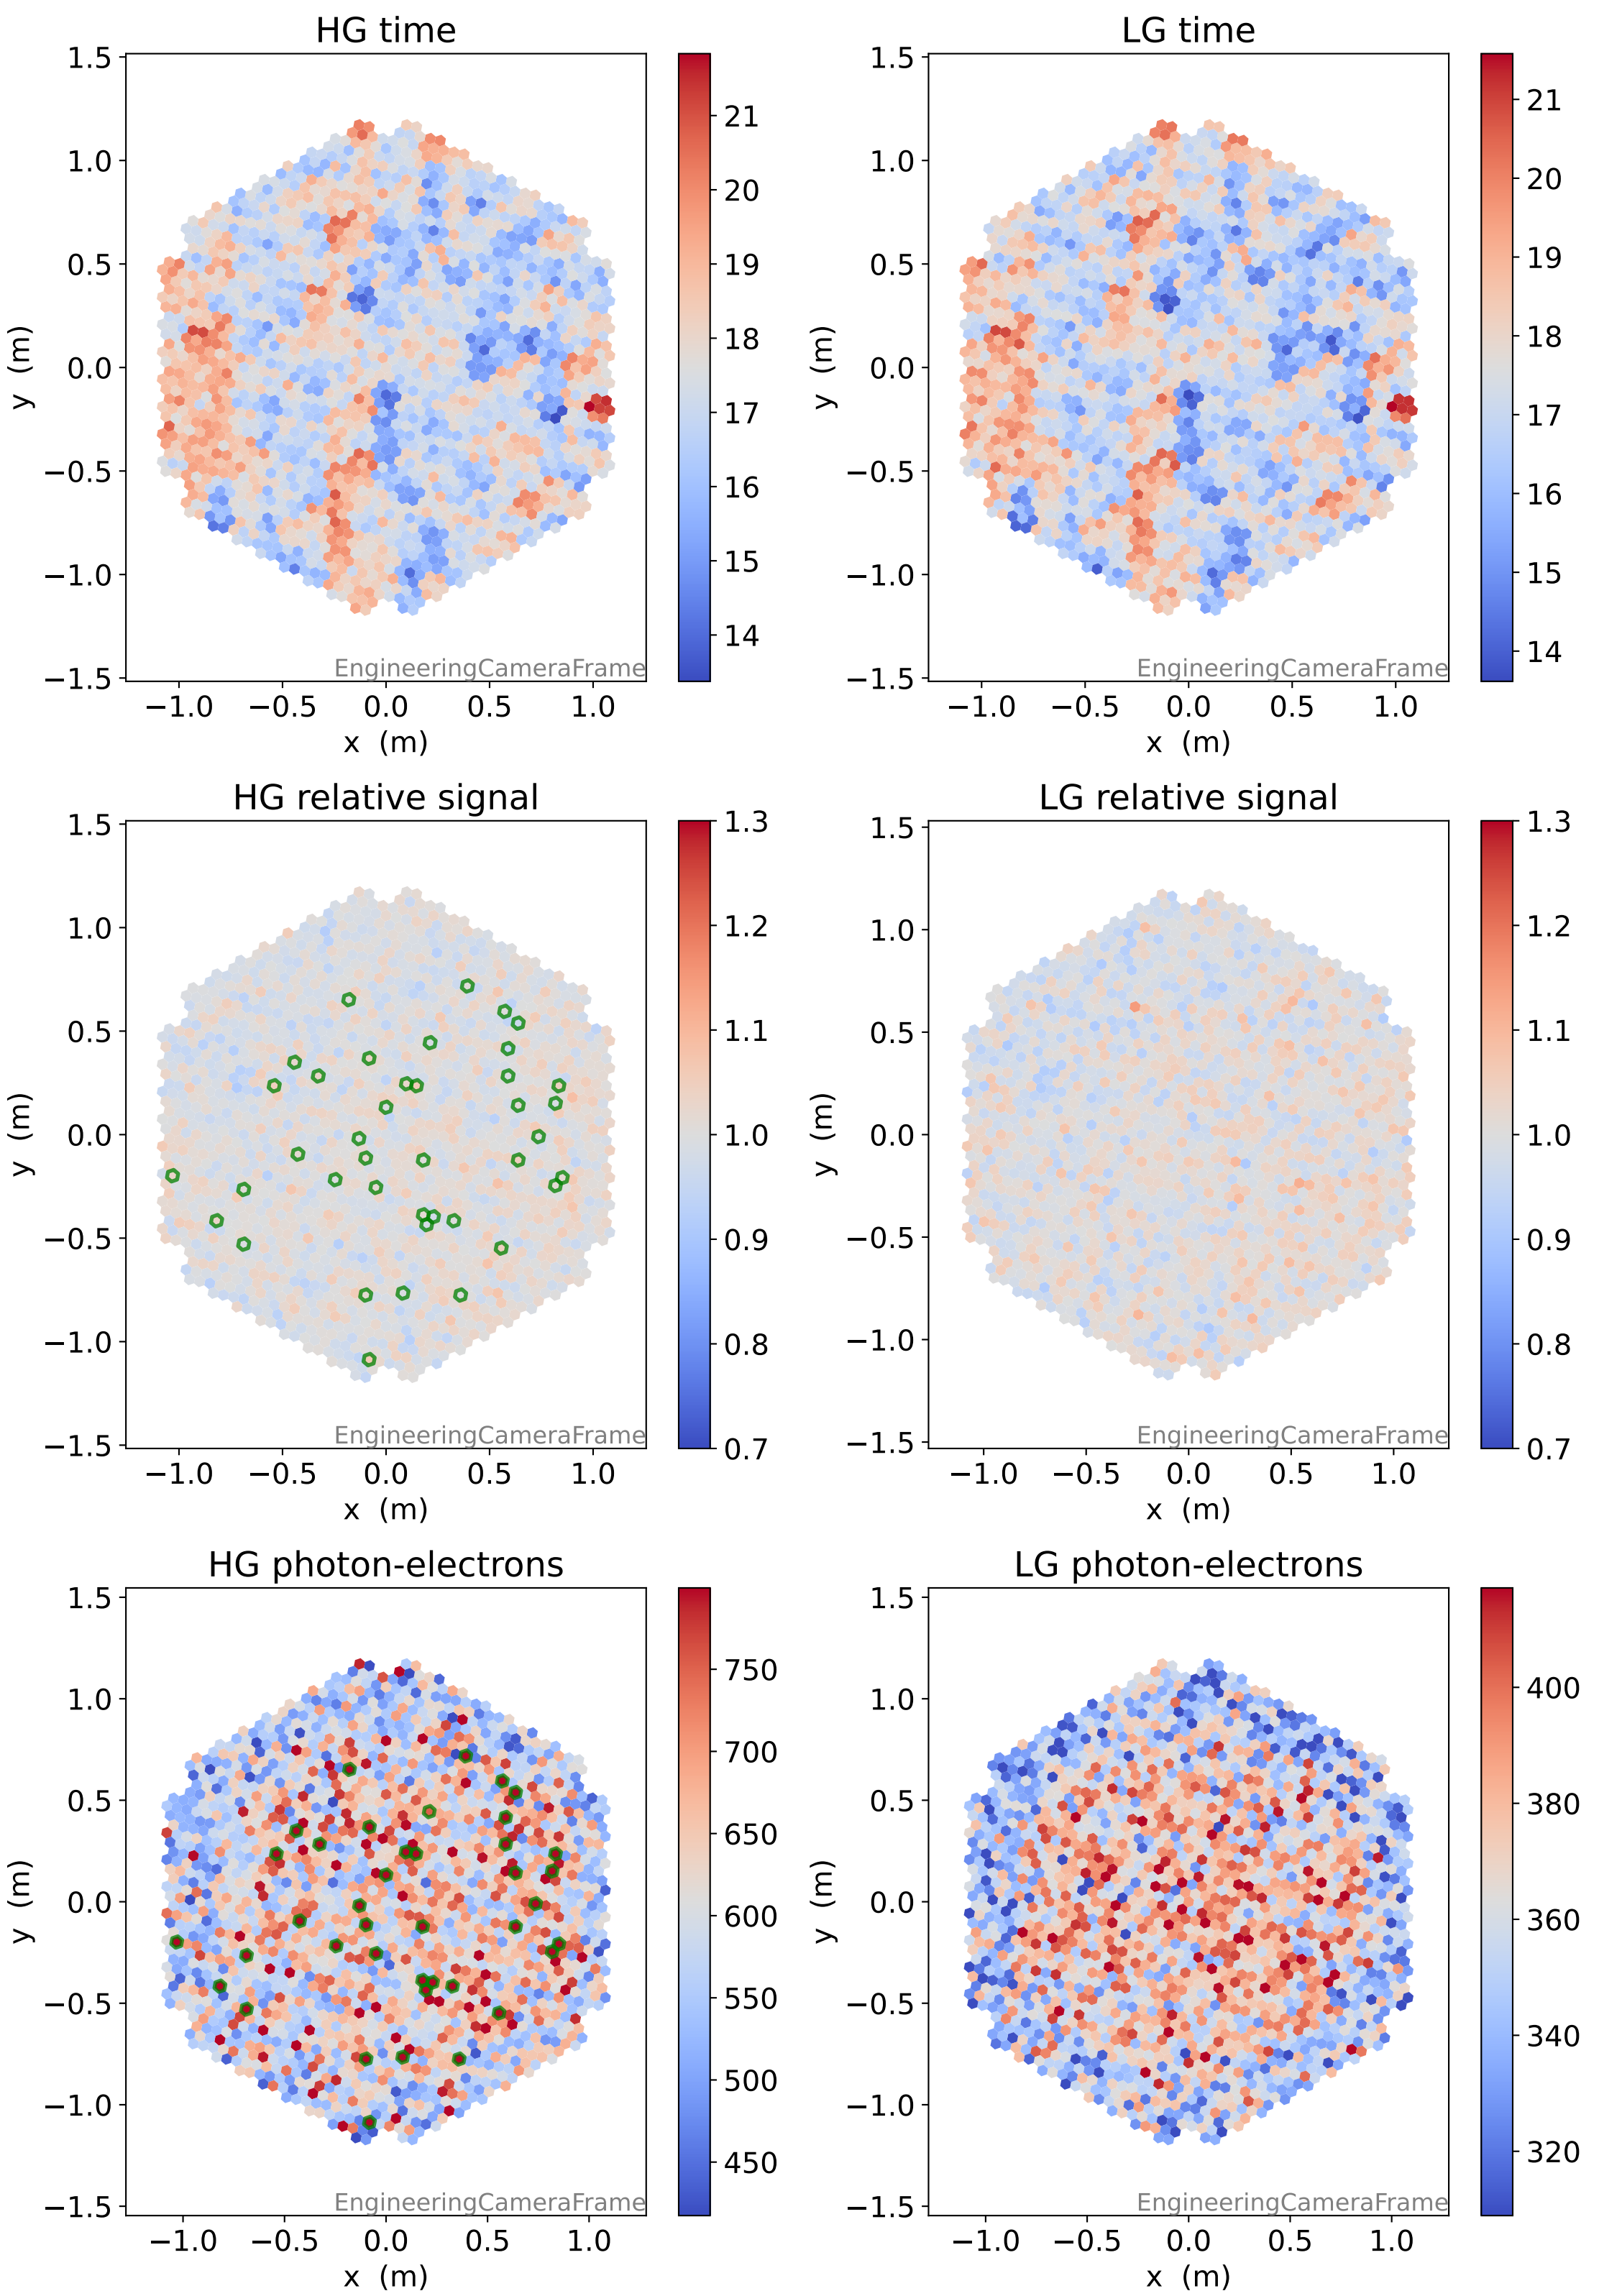 HG time
1.5
1.0
0.5
0.0
−0.5
−1.0
−1.5
y (m)
−1.0 −0.5 0.0 0.5 1.0
x (m)
EngineeringCameraFrame
21
20
19
18
17
16
15
14
LG time
1.5
1.0
0.5
0.0
−0.5
−1.0
−1.5
y (m)
−1.0 −0.5 0.0 0.5 1.0
x (m)
EngineeringCameraFrame
21
20
19
18
17
16
15
14
HG relative signal
1.5
1.0
0.5
0.0
−0.5
−1.0
−1.5
y (m)
−1.0 −0.5 0.0 0.5 1.0
x (m)
EngineeringCameraFrame
1.3
1.2
1.1
1.0
0.9
0.8
0.7
LG relative signal
1.5
1.0
0.5
0.0
−0.5
−1.0
−1.5
y (m)
−1.0 −0.5 0.0 0.5 1.0
x (m)
EngineeringCameraFrame
1.3
1.2
1.1
1.0
0.9
0.8
0.7
HG photon-electrons
1.5
1.0
0.5
0.0
−0.5
−1.0
−1.5
y (m)
−1.0 −0.5 0.0 0.5 1.0
x (m)
EngineeringCameraFrame
750
700
650
600
550
500
450
LG photon-electrons
1.5
1.0
0.5
0.0
−0.5
−1.0
−1.5
y (m)
−1.0 −0.5 0.0 0.5 1.0
x (m)
EngineeringCameraFrame
400
380
360
340
320